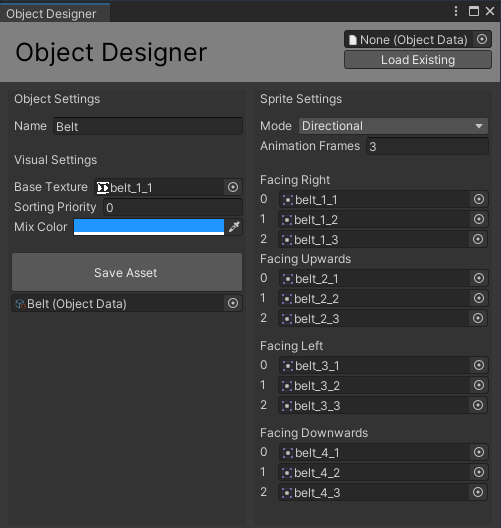 Object Designer
Object Designer
None (Object Data)
Load Existing
Object Settings
Name Belt
Visual Settings
Base Texture belt_1_1
Sorting Priority 0
Mix Color
Save Asset
Belt (Object Data)
Sprite Settings
Mode Directional
Animation Frames 3
Facing Right
0 belt_1_1
1 belt_1_2
2 belt_1_3
Facing Upwards
0 belt_2_1
1 belt_2_2
2 belt_2_3
Facing Left
0 belt_3_1
1 belt_3_2
2 belt_3_3
Facing Downwards
0 belt_4_1
1 belt_4_2
2 belt_4_3